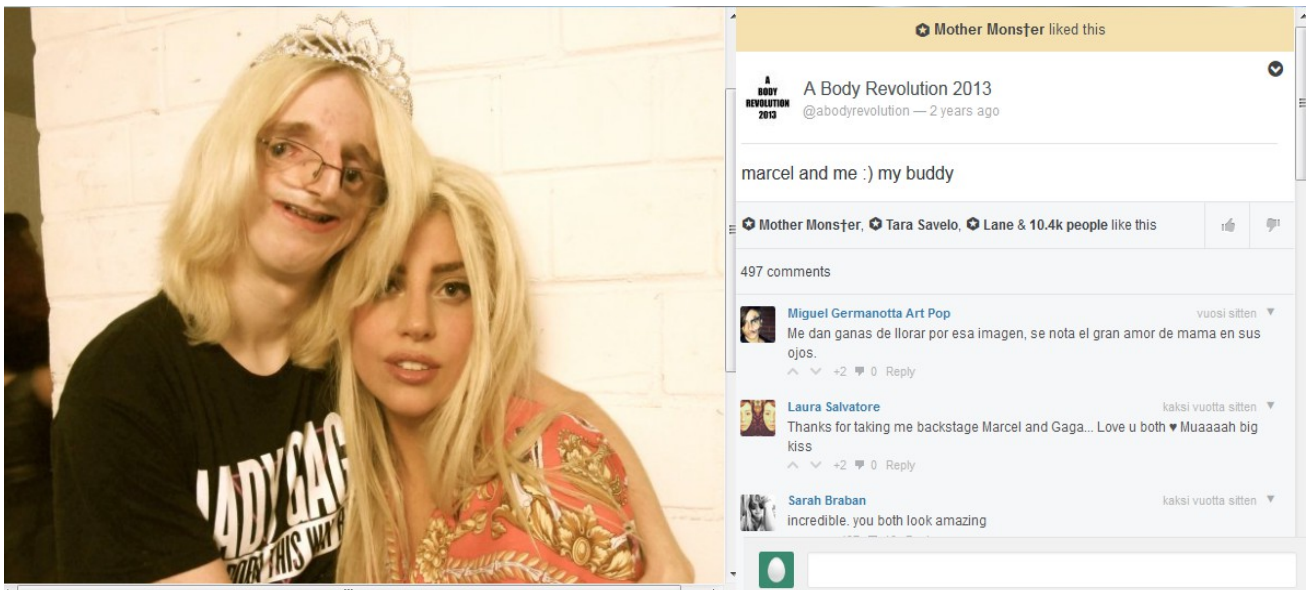 LADY GAG
BORN THIS WAY
Mother Mons†er liked this
A
BODY
REVOLUTION
2013
A Body Revolution 2013
@abodyrevolution — 2 years ago
marcel and me :) my buddy
Mother Mons†er, Tara Savelo, Lane & 10.4k people like this
497 comments
Miguel Germanotta Art Pop vuosi sitten
Me dan ganas de llorar por esa imagen, se nota el gran amor de mama en sus
ojos.
+2 0 Reply
Laura Salvatore kaksi vuotta sitten
Thanks for taking me backstage Marcel and Gaga... Love u both ♥ Muaaaah big
kiss
+2 0 Reply
Sarah Braban kaksi vuotta sitten
incredible. you both look amazing